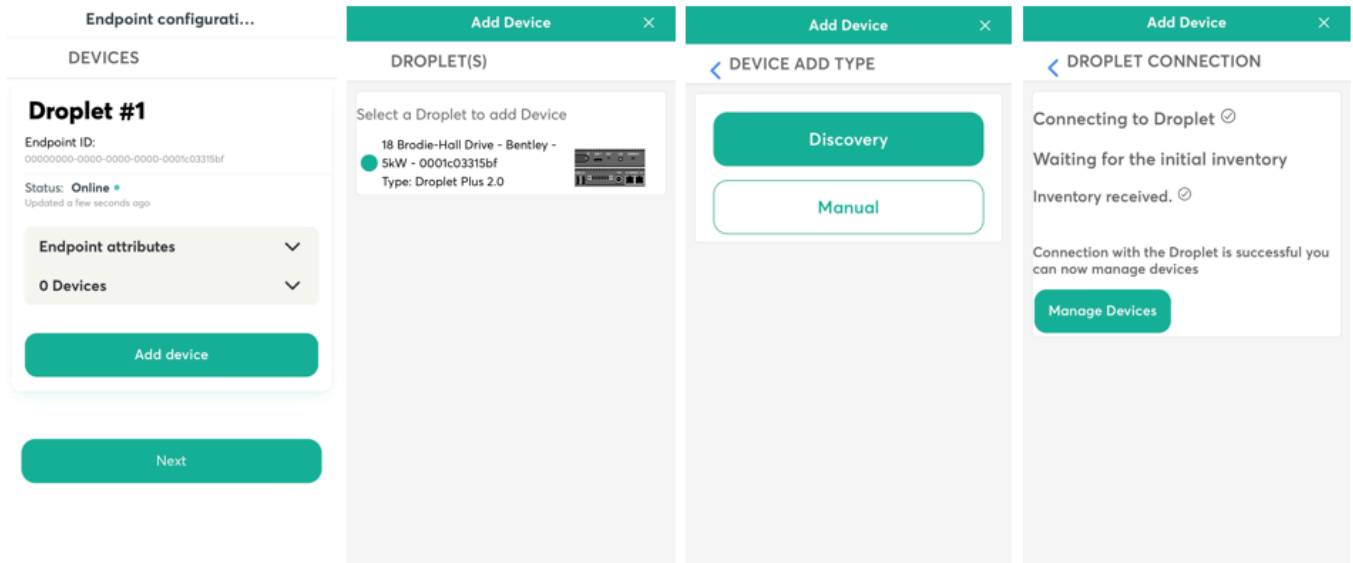 Endpoint configurati...
DEVICES
Droplet #1
Endpoint ID:
00000000-0000-0000-0000-0001c03315bf
Status: Online
Updated a few seconds ago
Endpoint attributes
0 Devices
Add device
Next
Add Device
DROPLET(S)
Select a Droplet to add Device
18 Brodie-Hall Drive - Bentley -
5kW - 0001c03315bf
Type: Droplet Plus 2.0
Add Device
DEVICE ADD TYPE
Discovery
Manual
Add Device
DROPLET CONNECTION
Connecting to Droplet
Waiting for the initial inventory
Inventory received.
Connection with the Droplet is successful you
can now manage devices
Manage Devices